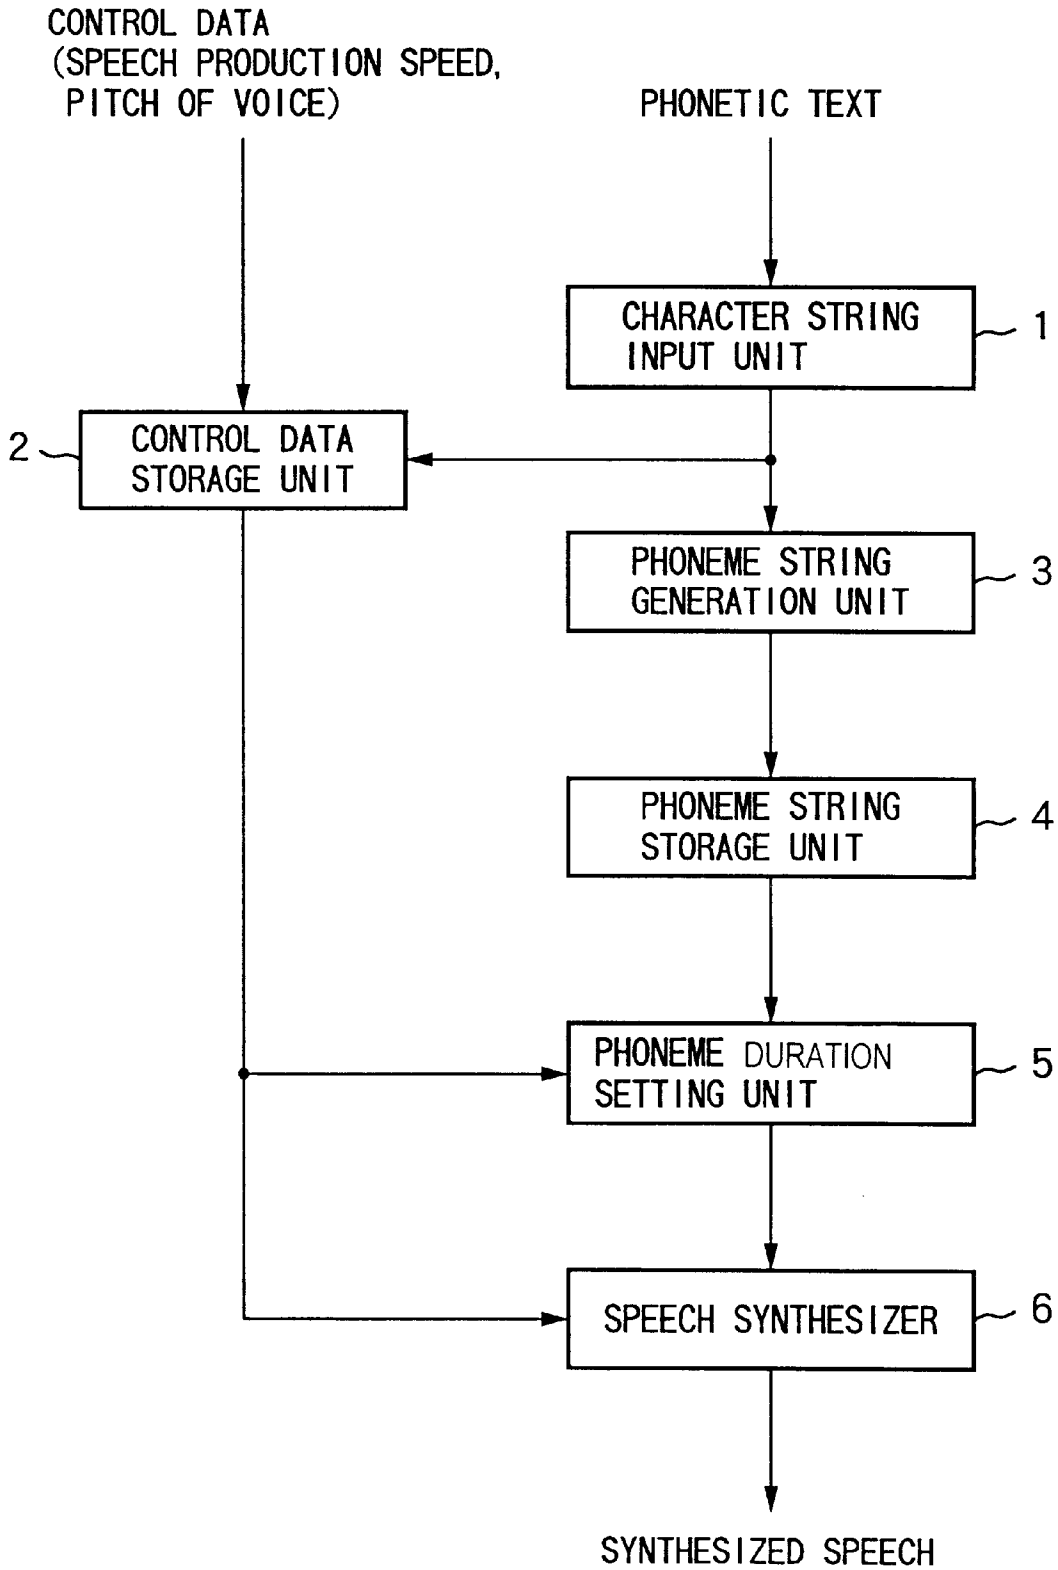 CONTROL DATA
(SPEECH PRODUCTION SPEED,
PITCH OF VOICE)
PHONETIC TEXT
CHARACTER STRING
INPUT UNIT
1
2
CONTROL DATA
STORAGE UNIT
PHONEME STRING
GENERATION UNIT
3
PHONEME STRING
STORAGE UNIT
4
PHONEME DURATION
SETTING UNIT
5
SPEECH SYNTHESIZER
6
SYNTHESIZED SPEECH